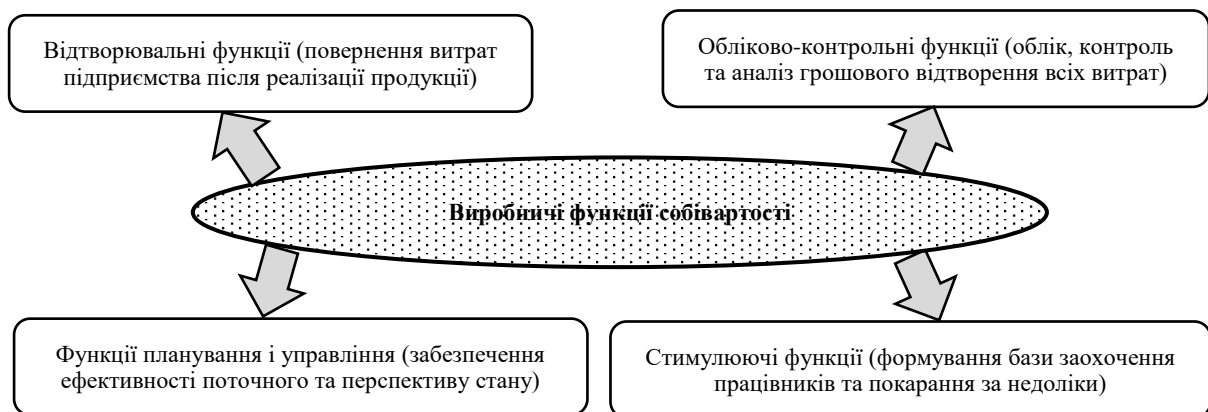 Відтворювальні функції (повернення витрат
підприємства після реалізації продукції)
Обліково-контрольні функції (облік, контроль
та аналіз грошового відтворення всіх витрат)
Виробничі функції собівартості
Функції планування і управління (забезпечення
ефективності поточного та перспективу стану)
Стимулюючі функції (формування бази заохочення
працівників та покарання за недоліки)